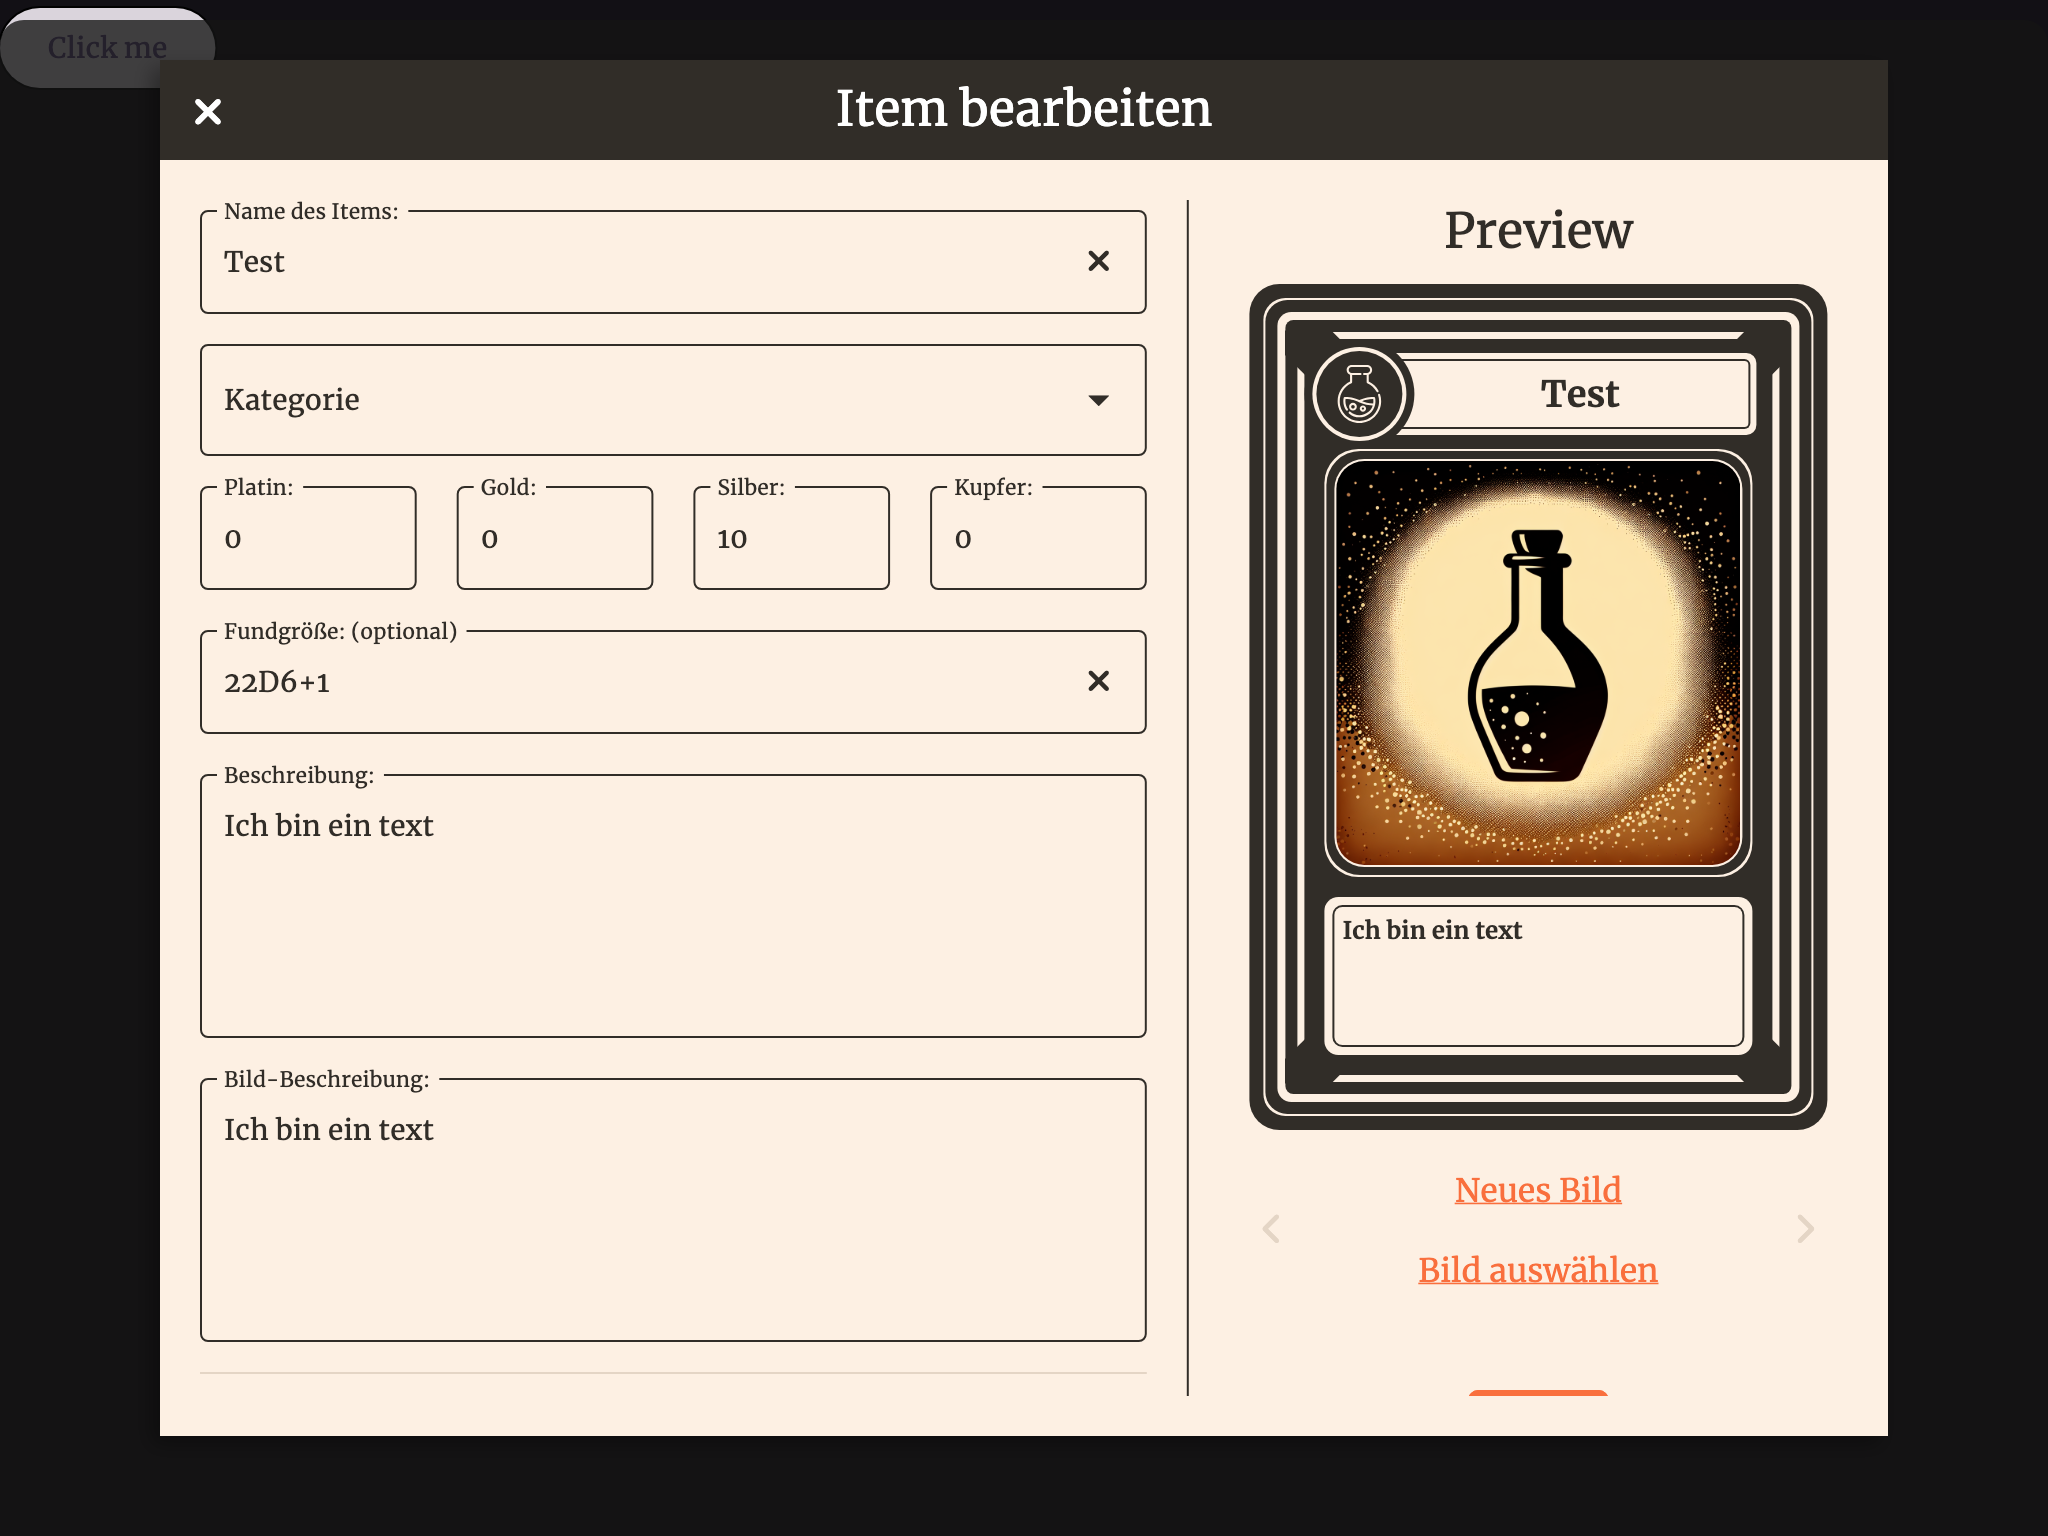 Click me
Item bearbeiten
Name des Items:
Test
Kategorie
Platin:
0
Gold:
0
Silber:
10
Kupfer:
0
Fundgröße: (optional)
22D6+1
Beschreibung:
Ich bin ein text
Bild-Beschreibung:
Ich bin ein text
Preview
Test
Ich bin ein text
Neues Bild
Bild auswählen